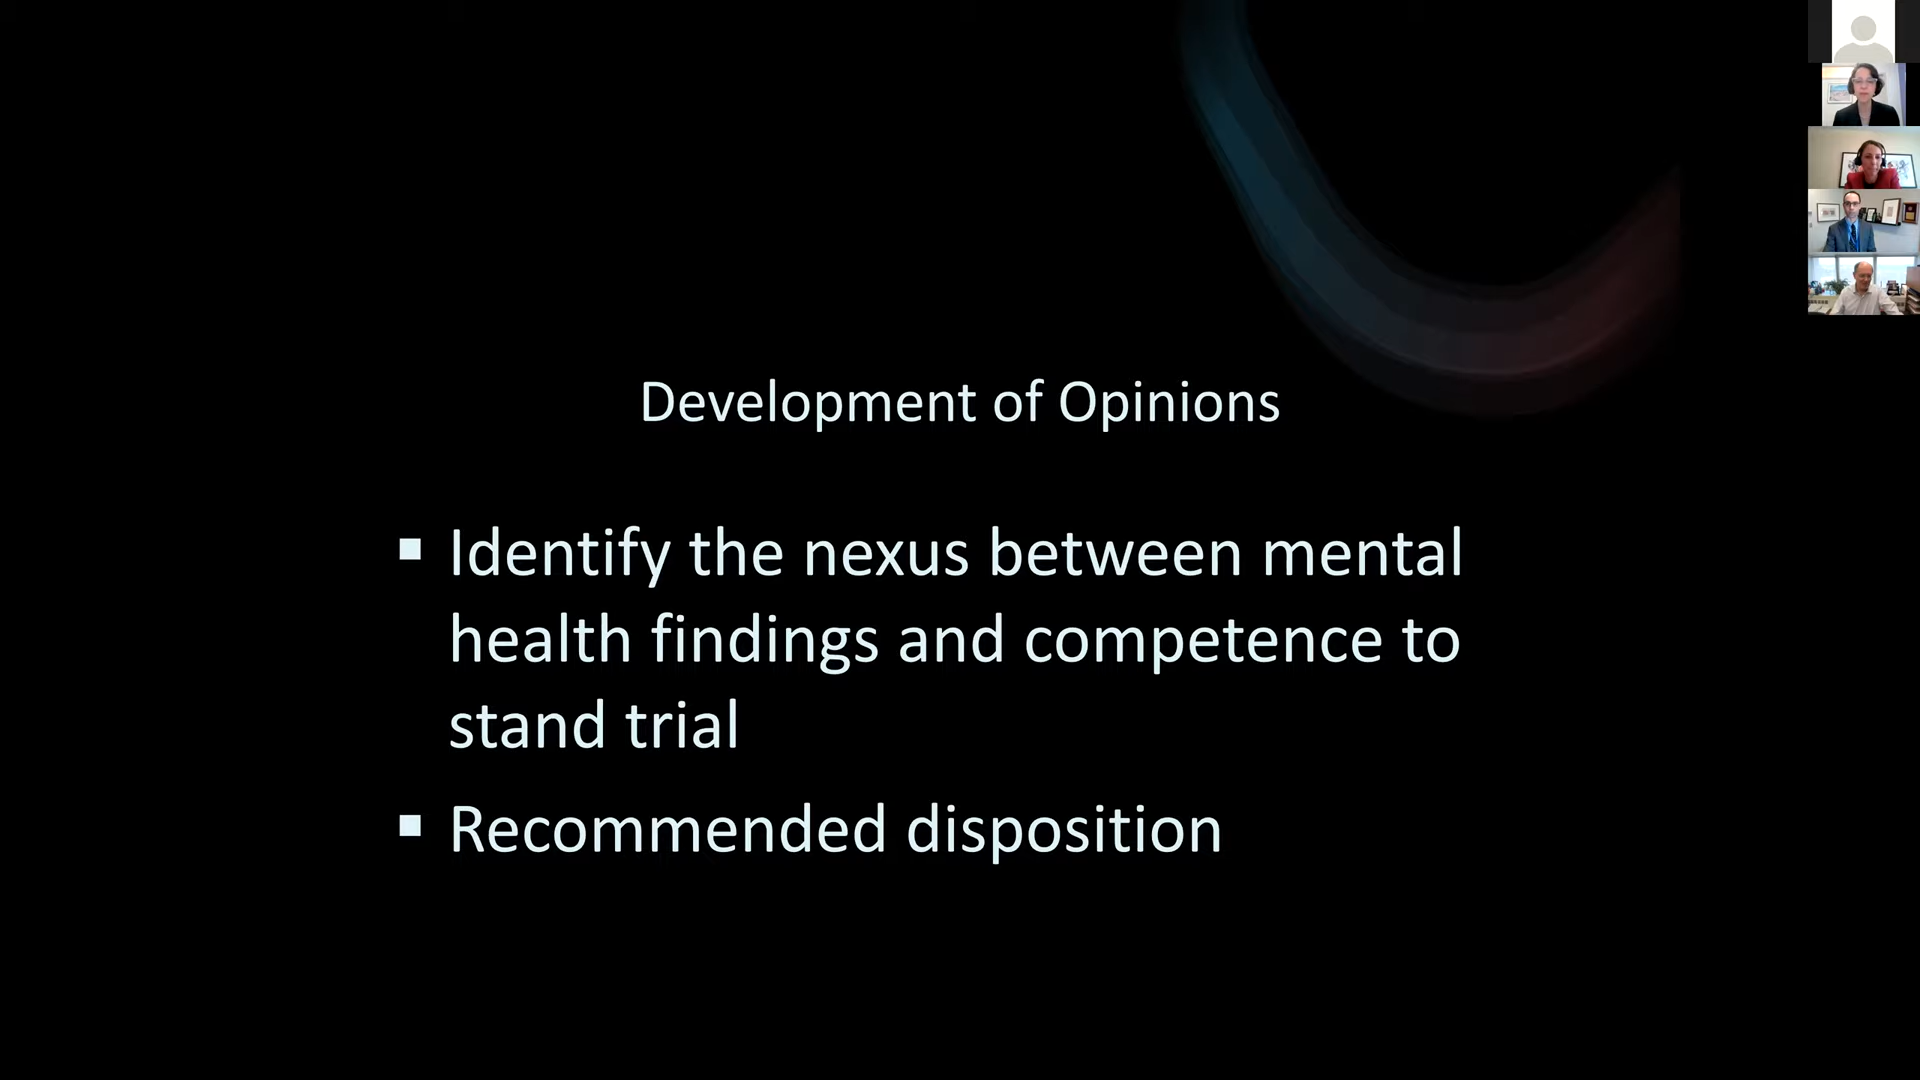 Development of Opinions
▪ Identify the nexus between mental
health findings and competence to
stand trial
▪ Recommended disposition